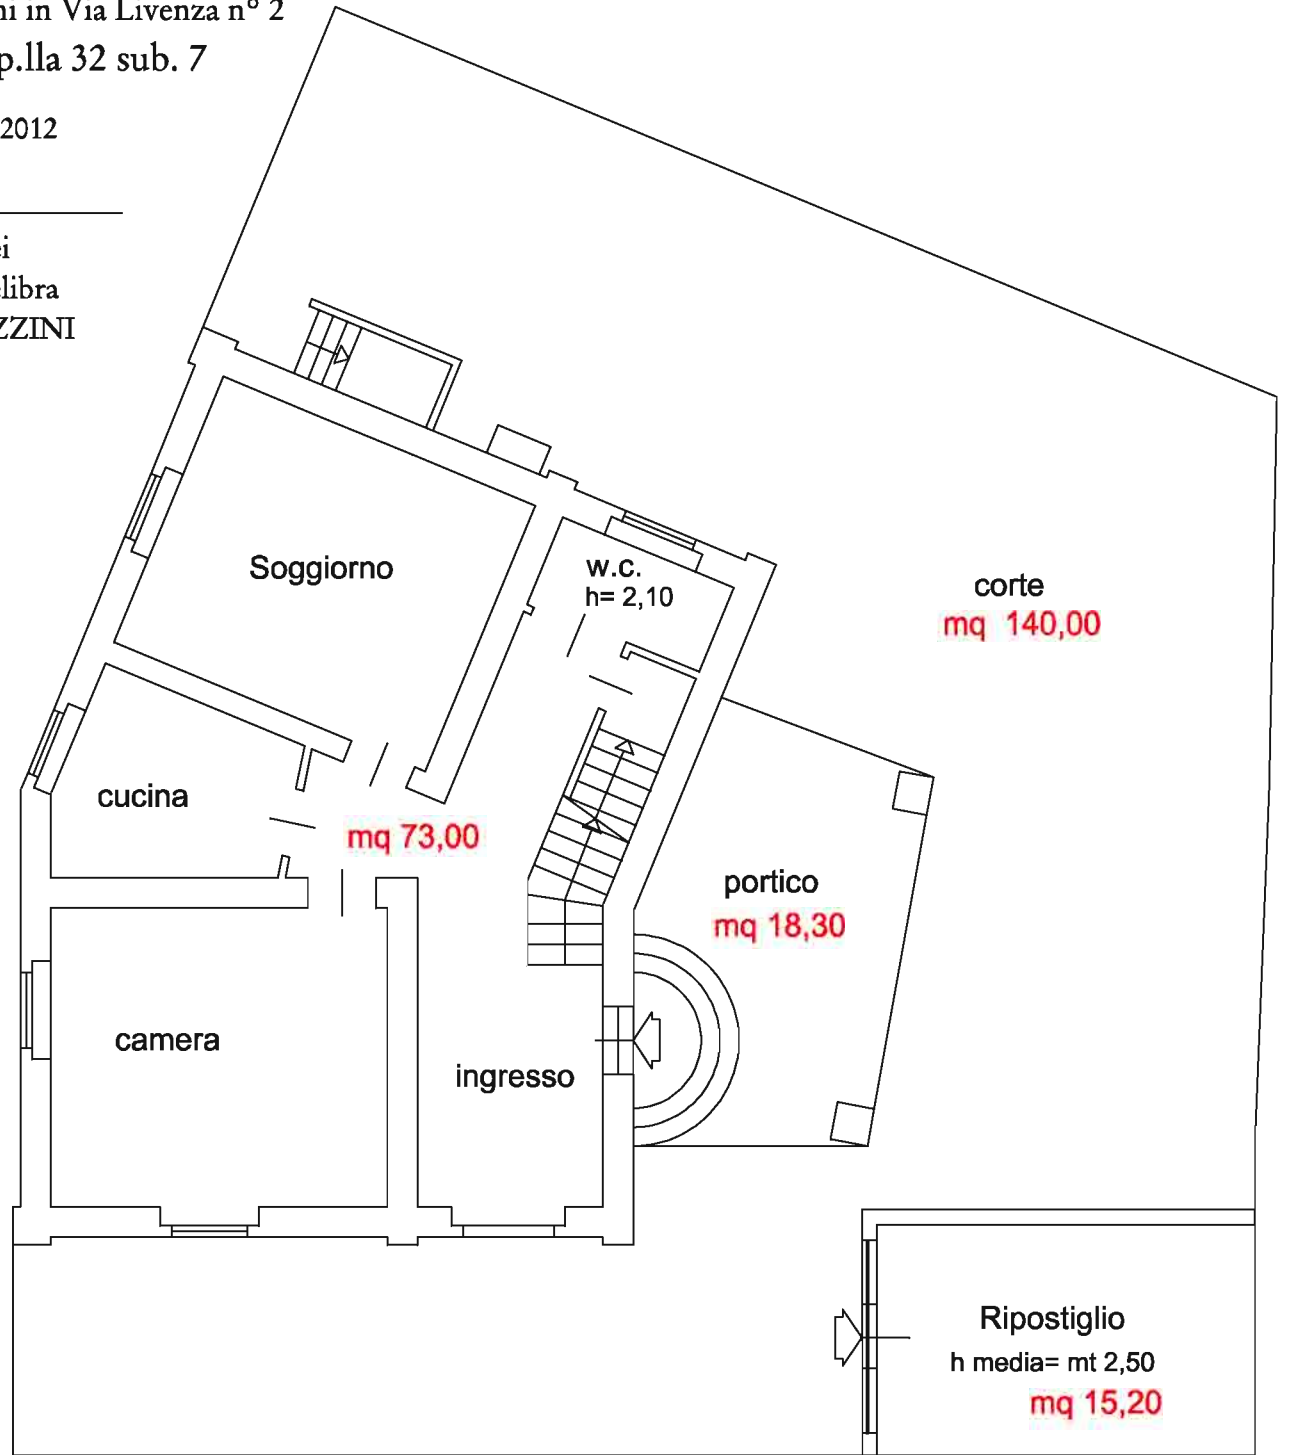 in Via Livenza n° 2
p.lla 32 sub. 7
2012
libra
ZZINI
Soggiorno
w.c.
h= 2,10
corte
mq 140,00
cucina
mq 73,00
portico
mq 18,30
camera
ingresso
Ripostiglio
h media= mt 2,50
mq 15,20